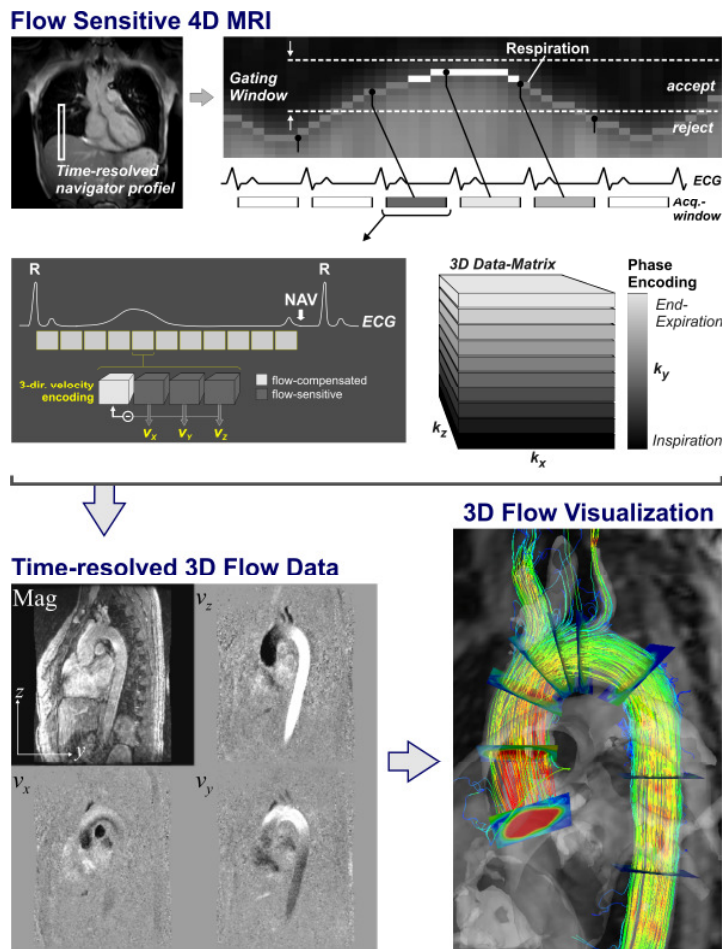 Flow Sensitive 4D MRI
Time-resolved
navigator profiel
Gating
Window
Respiration
accept
reject
ECG
Acq.-
window
R
R
NAV
ECG
3-dir. velocity
encoding
flow-compensated
flow-sensitive
vx
vY
vZ
3D Data-Matrix
Phase
Encoding
End-
Expiration
ky
Inspiration
kz
kx
3D Flow Visualization
Time-resolved 3D Flow Data
Mag
z
y
vz
vx
vy